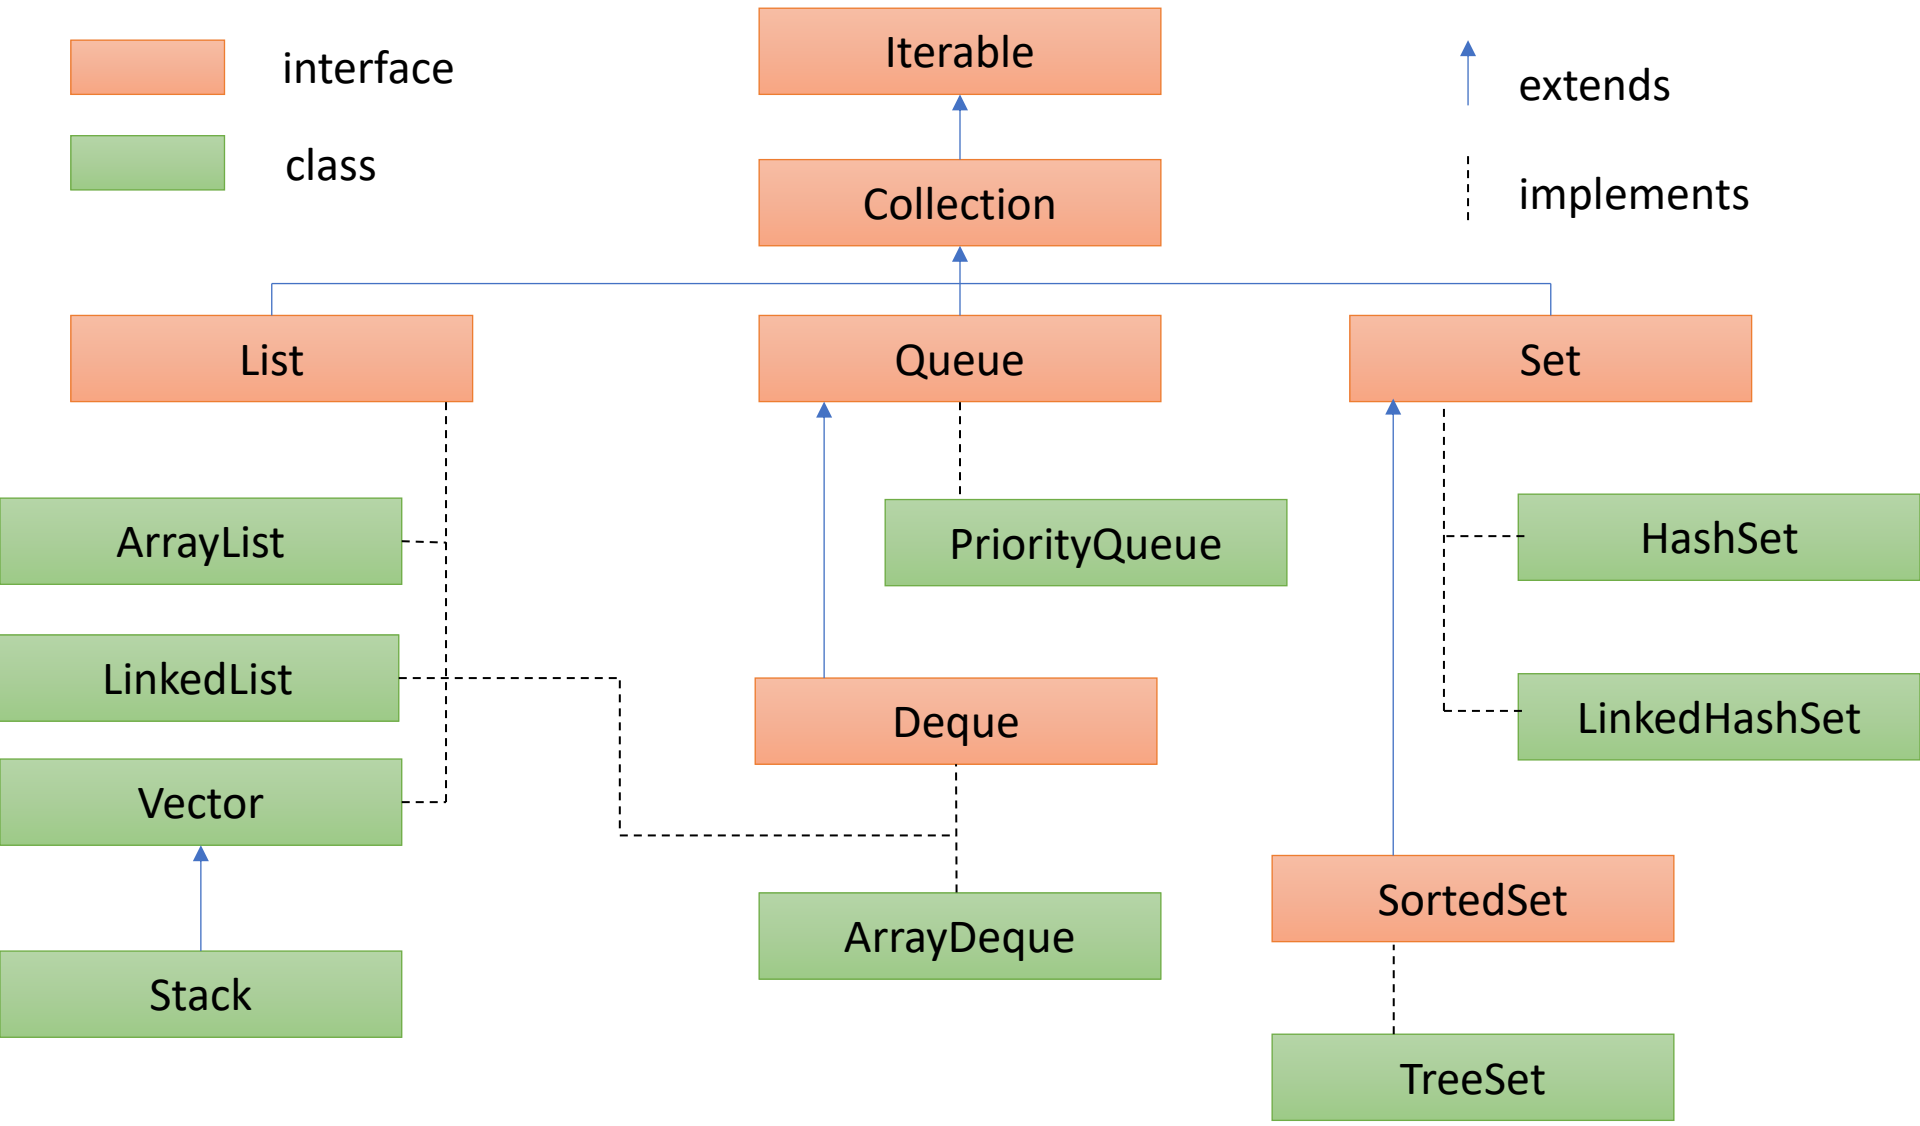 interface
class
Iterable
extends
implements
Collection
List
Queue
Set
ArrayList
PriorityQueue
HashSet
LinkedList
Deque
LinkedHashSet
Vector
Stack
ArrayDeque
SortedSet
TreeSet